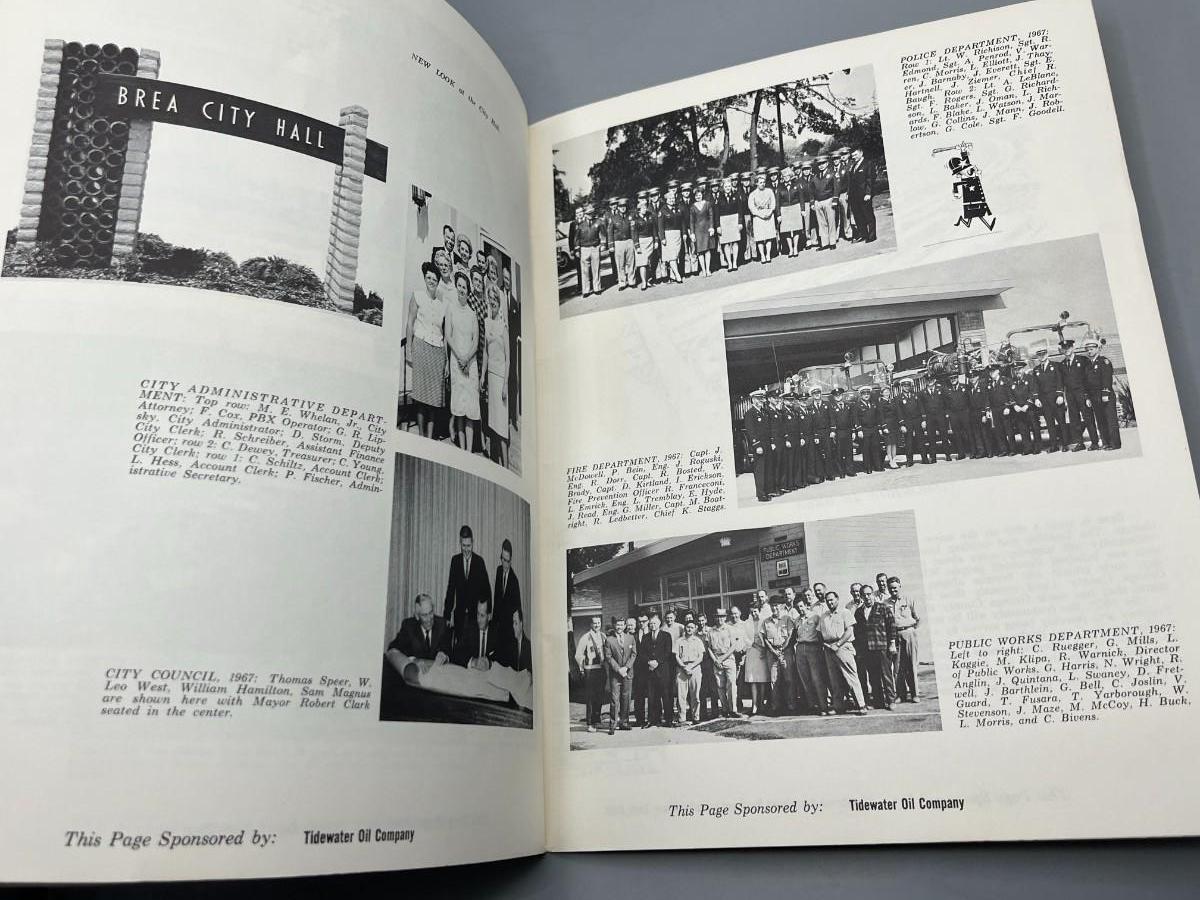 NEW LOOK at the City Hall
BREA CITY HALL
CITY ADMINISTRATIVE DEPART-
MENT: Top row: M. E. Whelan, Jr., City
Attorney; F. Cox, PBX Operator; G. R. Lip-
sky, City Administrator; D. Storm, Deputy
City Clerk; R. Schreiber, Assistant Finance
Officer; row 2: C. Dewey, Treasurer; C. Young,
City Clerk; row 1: G. Schiltz, Account Clerk;
L. Hess, Account Clerk; P. Fischer, Admin-
istrative Secretary.
CITY COUNCIL, 1967: Thomas Speer, W.
Leo West, William Hamilton, Sam Magnus
are shown here with Mayor Robert Clark
seated in the center.
This Page Sponsored by: Tidewater Oil Company
POLICE DEPARTMENT, 1967:
Row 1: Lt. W. Richison, Sgt. R.
Edmond, Sgt. A. Penrod, V. War-
ren, C. Morris, L. Elliott, J. Thay-
er, J. Barnaby, J. Everett, Sgt. E.
Hartnell, J. Ziemer, Chief R.
Baugh. Row 2: Lt. A. LeBlanc,
Sgt. F. Rogers, Sgt. G. Richard-
son, L. Baker, J. Oman, L. Rich-
ards, F. Blake, L. Watson, J. Mar-
low, G. Collins, J. Mann, J. Rob-
ertson, G. Cole, Sgt. F. Goodell.
FIRE DEPARTMENT, 1967: Capt. J.
McDowell, P. Bein, Eng. J. Roguski,
Eng. R. Doer, Capt. R. Bosted, W.
Brady, Capt. D. Kirtland, J. Erickson,
Fire Prevention Officer R. Franceconi,
L. Emrick, Eng. L. Tremblay, E. Hyde,
J. Read, Eng. G. Miller, Capt. M. Boat-
right, R. Ledbetter, Chief K. Staggs.
PUBLIC WORKS
DEPARTMENT
PUBLIC WORKS DEPARTMENT, 1967:
Left to right: C. Ruegger, G. Mills, L.
Kaggie, M. Klipa, R. Warnick, Director
of Public Works, G. Harris, N. Wright, R.
Anglin, J. Quintana, L. Swaney, D. Fret-
well, J. Barthlein, G. Bell, C. Joslin, V.
Guard, T. Fusara, T. Yarborough, W.
Stevenson, J. Maze, M. McCoy, H. Buck,
L. Morris, and C. Bivens.
This Page Sponsored by: Tidewater Oil Company